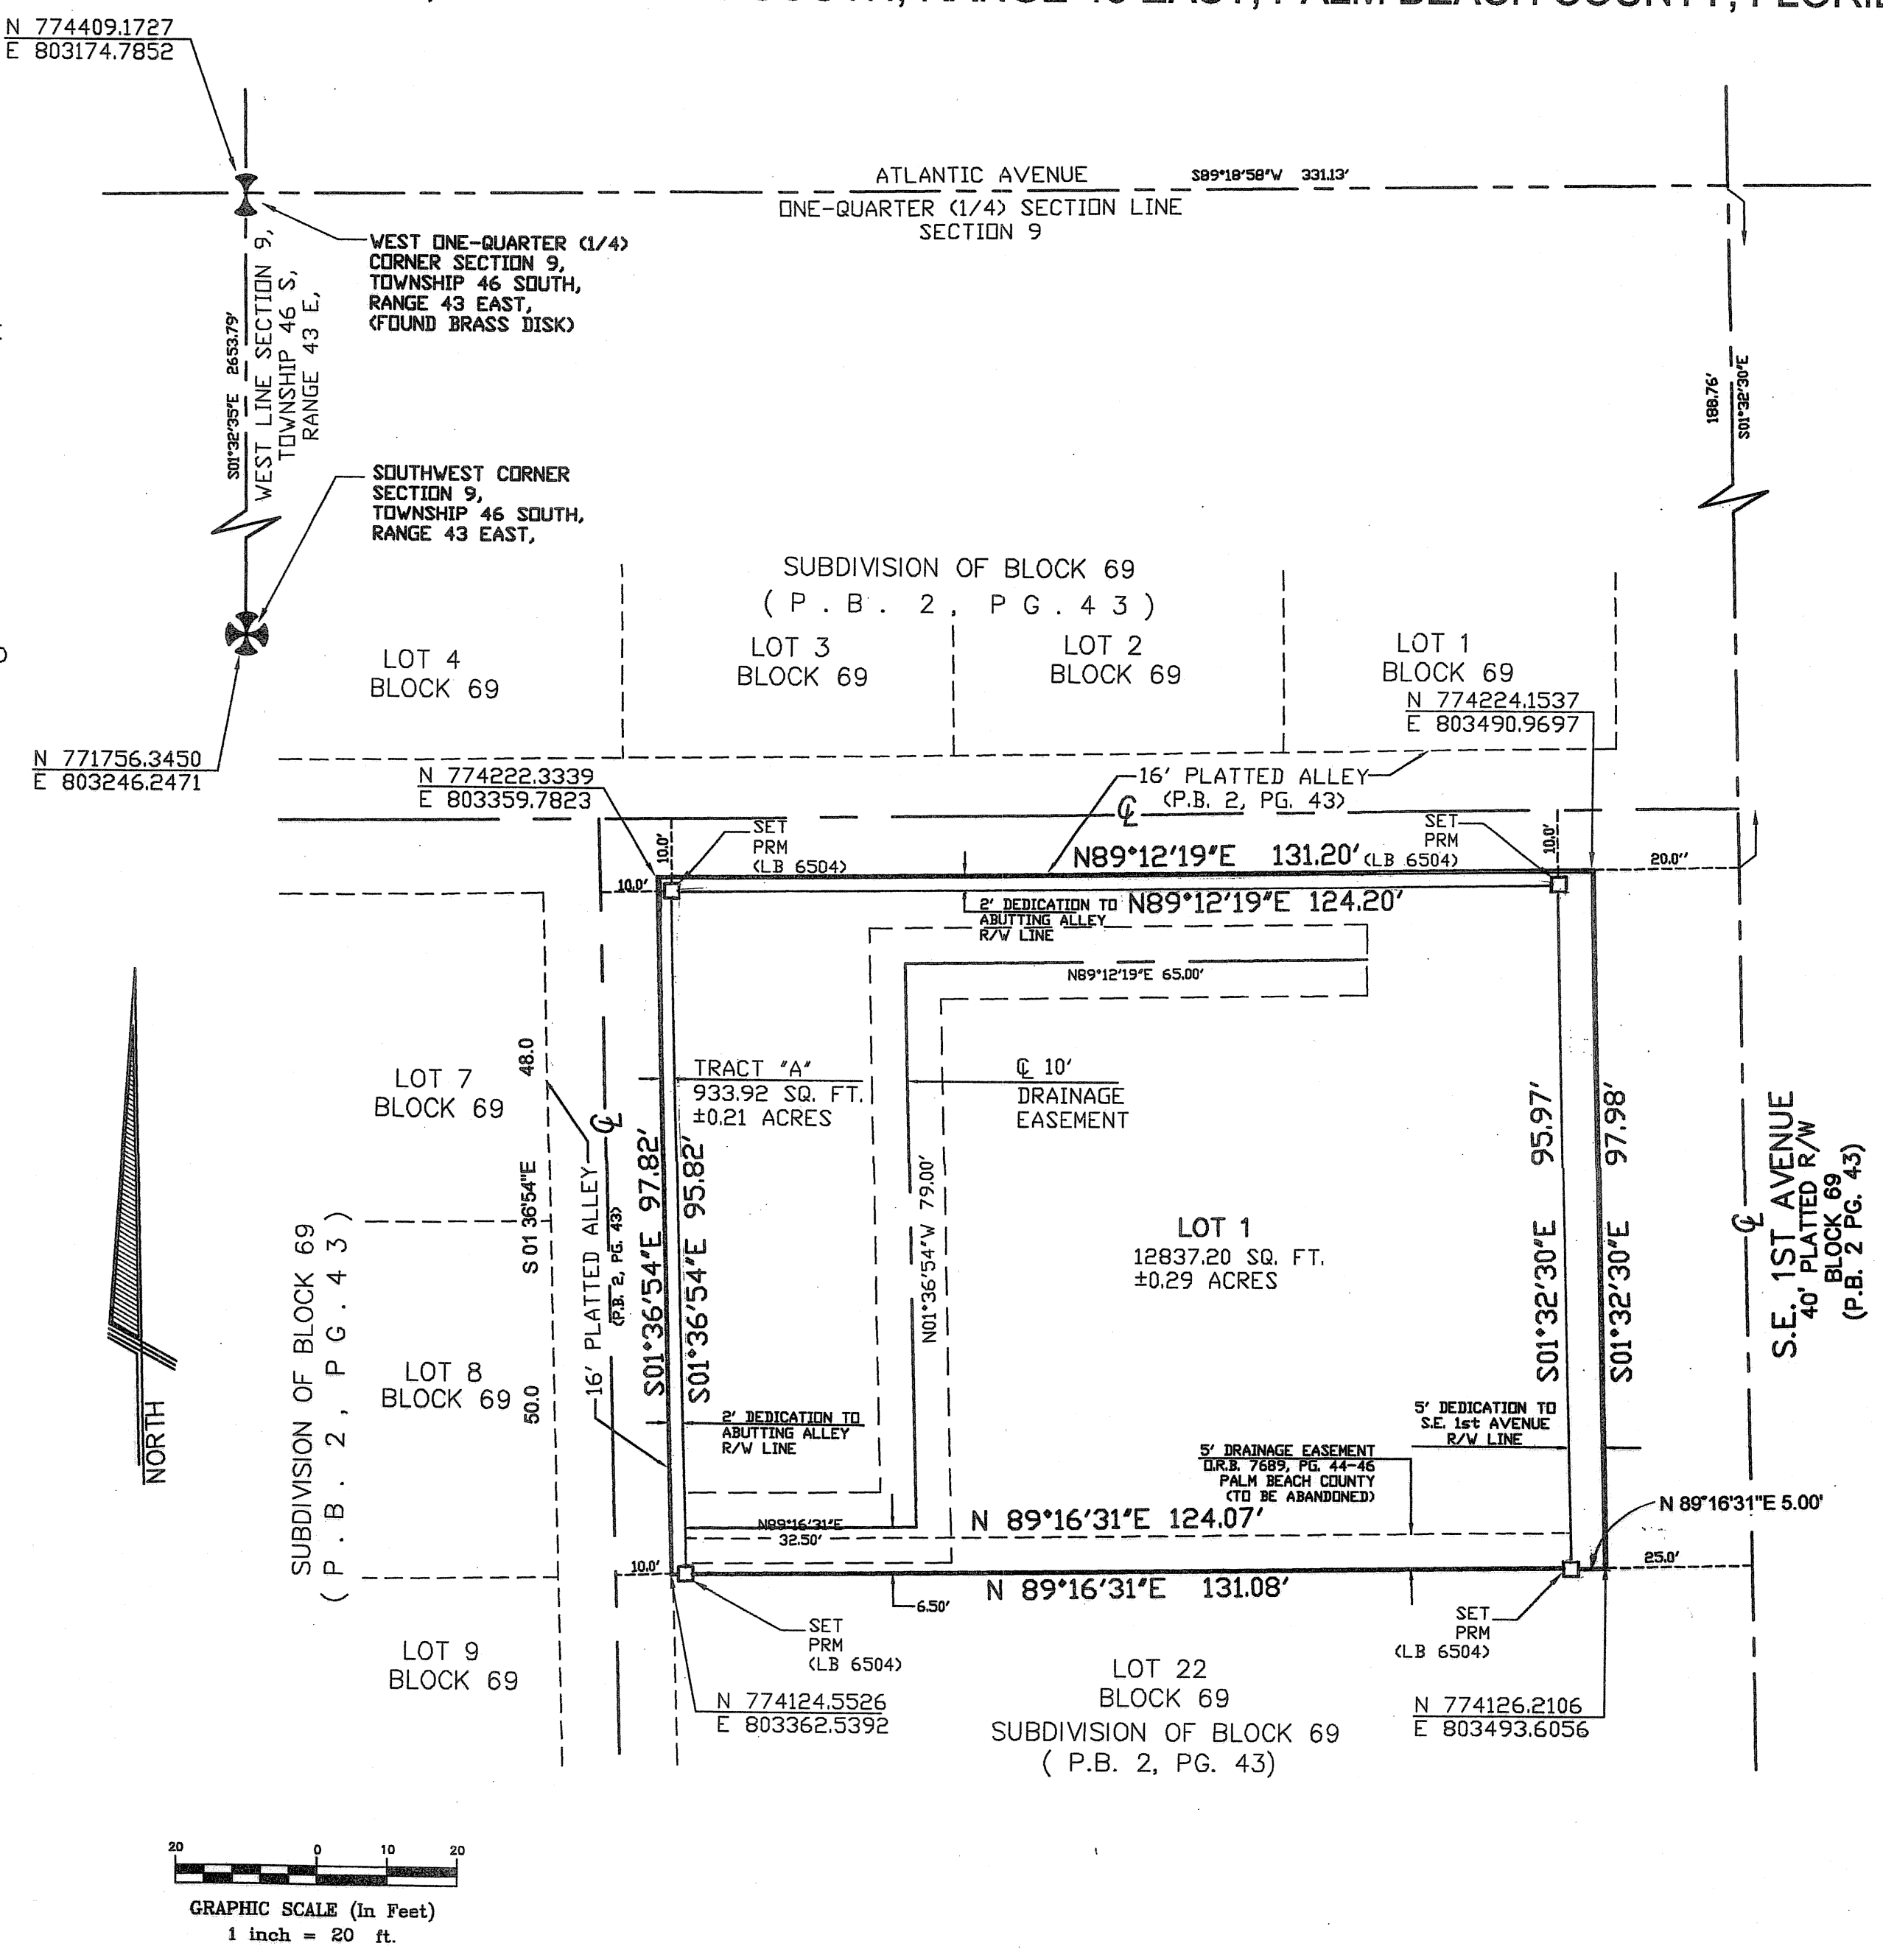 SOUTH, RANGE 43 EAST, PALM BEACH COUNTY,
N 774409.1727
E 803174.7852
ATLANTIC AVENUE
S89°18'58"W 331.13'
ONE-QUARTER (1/4) SECTION LINE
SECTION 9
WEST ONE-QUARTER (1/4)
CORNER SECTION 9,
TOWNSHIP 46 SOUTH,
RANGE 43 EAST,
(FOUND BRASS DISK)
S01°32'35"E 2653.79'
WEST LINE SECTION 9,
TOWNSHIP 46 S,
RANGE 43 E,
188.76'
S01°32'30"E
SOUTHWEST CORNER
SECTION 9,
TOWNSHIP 46 SOUTH,
RANGE 43 EAST,
SUBDIVISION OF BLOCK 69
(P.B. 2, PG. 43)
LOT 4
BLOCK 69
LOT 3
BLOCK 69
LOT 2
BLOCK 69
LOT 1
BLOCK 69
N 774224.1537
E 803490.9697
N 771756.3450
E 803246.2471
N 774222.3339
E 803359.7823
16' PLATTED ALLEY
(P.B. 2, PG. 43)
℄
SET
PRM
(LB 6504)
10.0'
10.0'
N89°12'19"E 131.20'
SET
PRM
(LB 6504)
10.0'
20.0''
2' DEDICATION TO
ABUTTING ALLEY
R/W LINE
N89°12'19"E 124.20'
N89°12'19"E 65.00'
LOT 7
BLOCK 69
48.0
TRACT "A"
933.92 SQ. FT.
±0.21 ACRES
℄ 10'
DRAINAGE
EASEMENT
S 01 36'54"E
16' PLATTED ALLEY
(P.B. 2, PG. 43)
℄
S01°36'54"E 97.82'
S01°36'54"E 95.82'
N01°36'54"W 79.00'
LOT 1
12837.20 SQ. FT.
±0.29 ACRES
S01°32'30"E 95.97'
S01°32'30"E 97.98'
℄
S.E. 1ST AVENUE
40' PLATTED R/W
BLOCK 69
(P.B. 2 PG. 43)
SUBDIVISION OF BLOCK 69
(P.B. 2, PG. 43)
LOT 8
BLOCK 69
50.0
NORTH
2' DEDICATION TO
ABUTTING ALLEY
R/W LINE
5' DEDICATION TO
S.E. 1st AVENUE
R/W LINE
5' DRAINAGE EASEMENT
O.R.B. 7689, PG. 44-46
PALM BEACH COUNTY
(TO BE ABANDONED)
N 89°16'31"E 5.00'
N89°16'31"E
32.50'
N 89°16'31"E 124.07'
10.0'
25.0'
N 89°16'31"E 131.08'
6.50'
SET
PRM
(LB 6504)
SET
PRM
(LB 6504)
LOT 9
BLOCK 69
LOT 22
BLOCK 69
SUBDIVISION OF BLOCK 69
( P.B. 2, PG. 43)
N 774124.5526
E 803362.5392
N 774126.2106
E 803493.6056
20 0 10 20
GRAPHIC SCALE (In Feet)
1 inch = 20 ft.